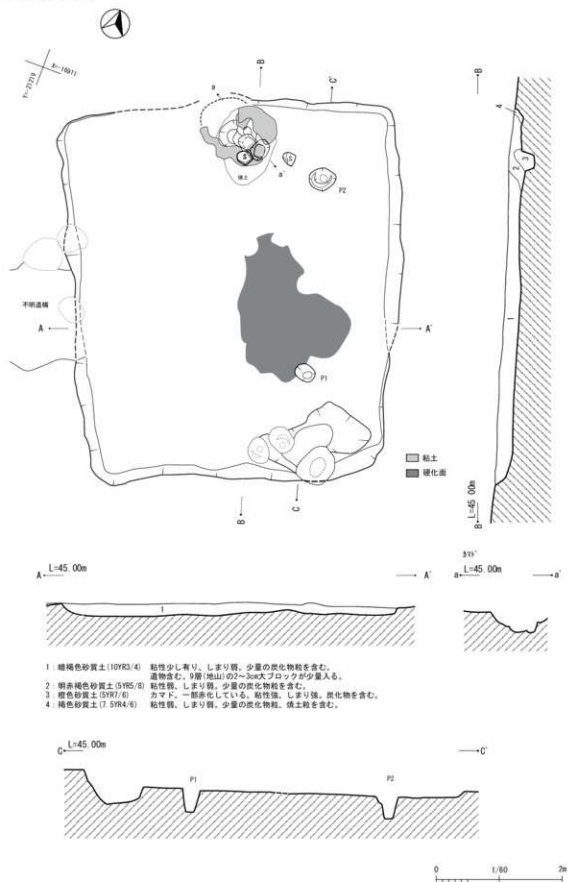 X=-16911
Y=-21219
B
C'
a
B'
4
3
2
S
S
a'
焼土
P2
不明遺構
A
A'
1
P1
粘土
硬化面
B
C
L=45.00m
B
A
L=45.00m
A'
1
カマド
L=45.00m
a
a'
1：暗褐色砂質土(10YR3/4) 粘性少し有り、しまり弱。少量の炭化物粒を含む。
遺物含む。9層(地山)の2～3cm大ブロックが少量入る。
2：明赤褐色砂質土(5YR5/8) 粘性弱、しまり弱。少量の炭化物粒を含む。
3：橙色砂質土(5YR7/6) カマド。一部赤化している。粘性強、しまり強。炭化物を含む。
4：褐色砂質土(7.5YR4/6) 粘性弱、しまり弱。少量の炭化物粒、焼土粒を含む。
C
L=45.00m
C'
P1
P2
0 1/60 2m